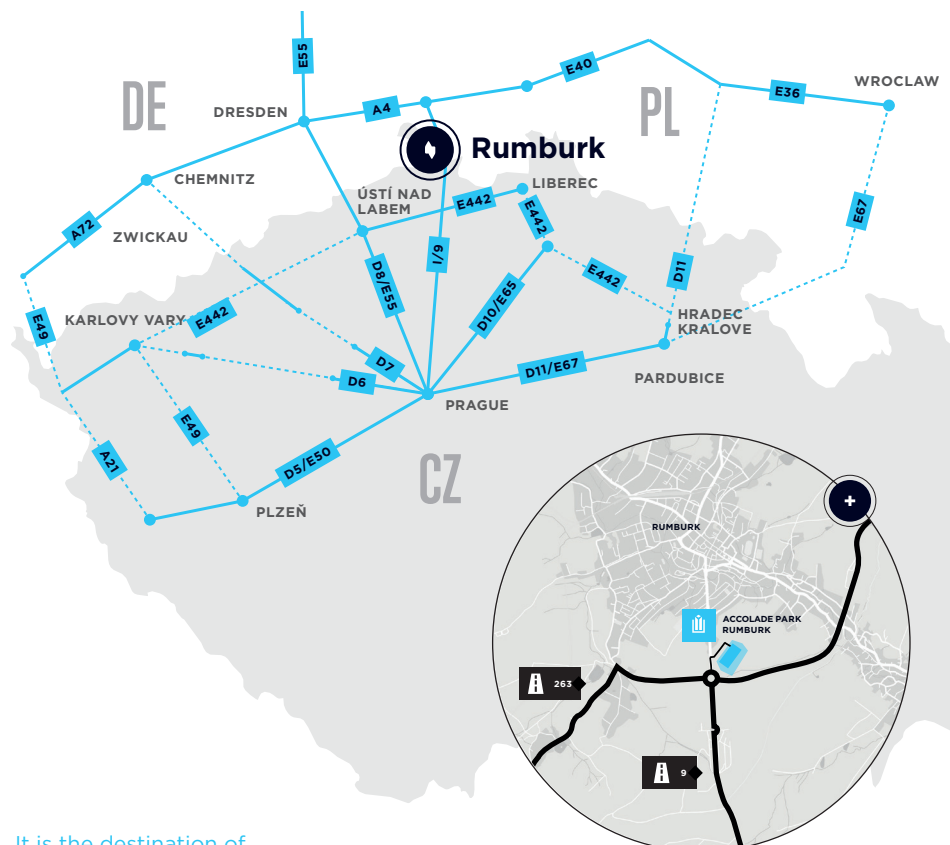 E55
DE
E40
WROCLAW
E36
PL
A4
DRESDEN
Rumburk
CHEMNITZ
ÚSTÍ NAD
LABEM
LIBEREC
E442
E442
E67
A72
ZWICKAU
I/9
D11
E442
D8/E55
D10/E65
E49
KARLOVY VARY
E442
HRADEC
KRALOVE
D7
D6
D11/E67
PARDUBICE
PRAGUE
E49
A21
D5/E50
CZ
PLZEŇ
RUMBURK
ACCOLADE PARK
RUMBURK
263
9
It is the destination of